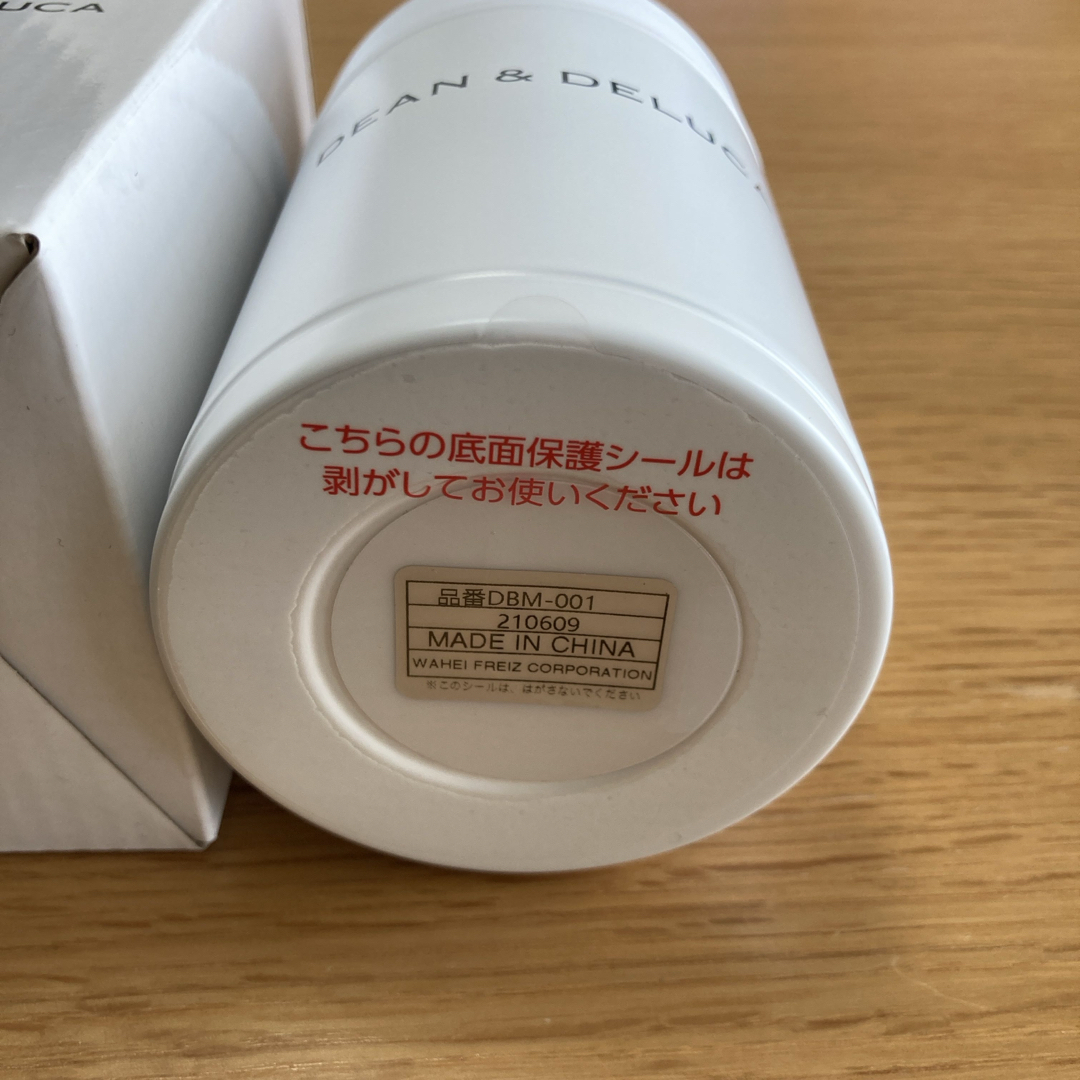 LUCA
DEAN & DELUCA
こちらの底面保護シールは
剥がしてお使いください
品番DBM-001
210609
MADE IN CHINA
WAHEI FREIZ CORPORATION
※このシールは、はがさないでください